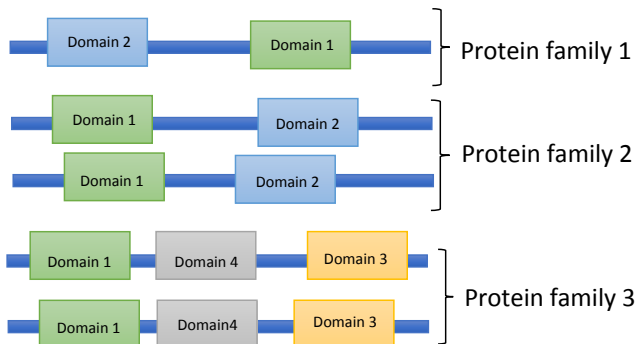 Domain 2 Domain 1 Protein family 1
Domain 1 Domain 2
Protein family 2
Domain 1 Domain 2
Domain 1 Domain 4 Domain 3
Protein family 3
Domain 1 Domain4 Domain 3